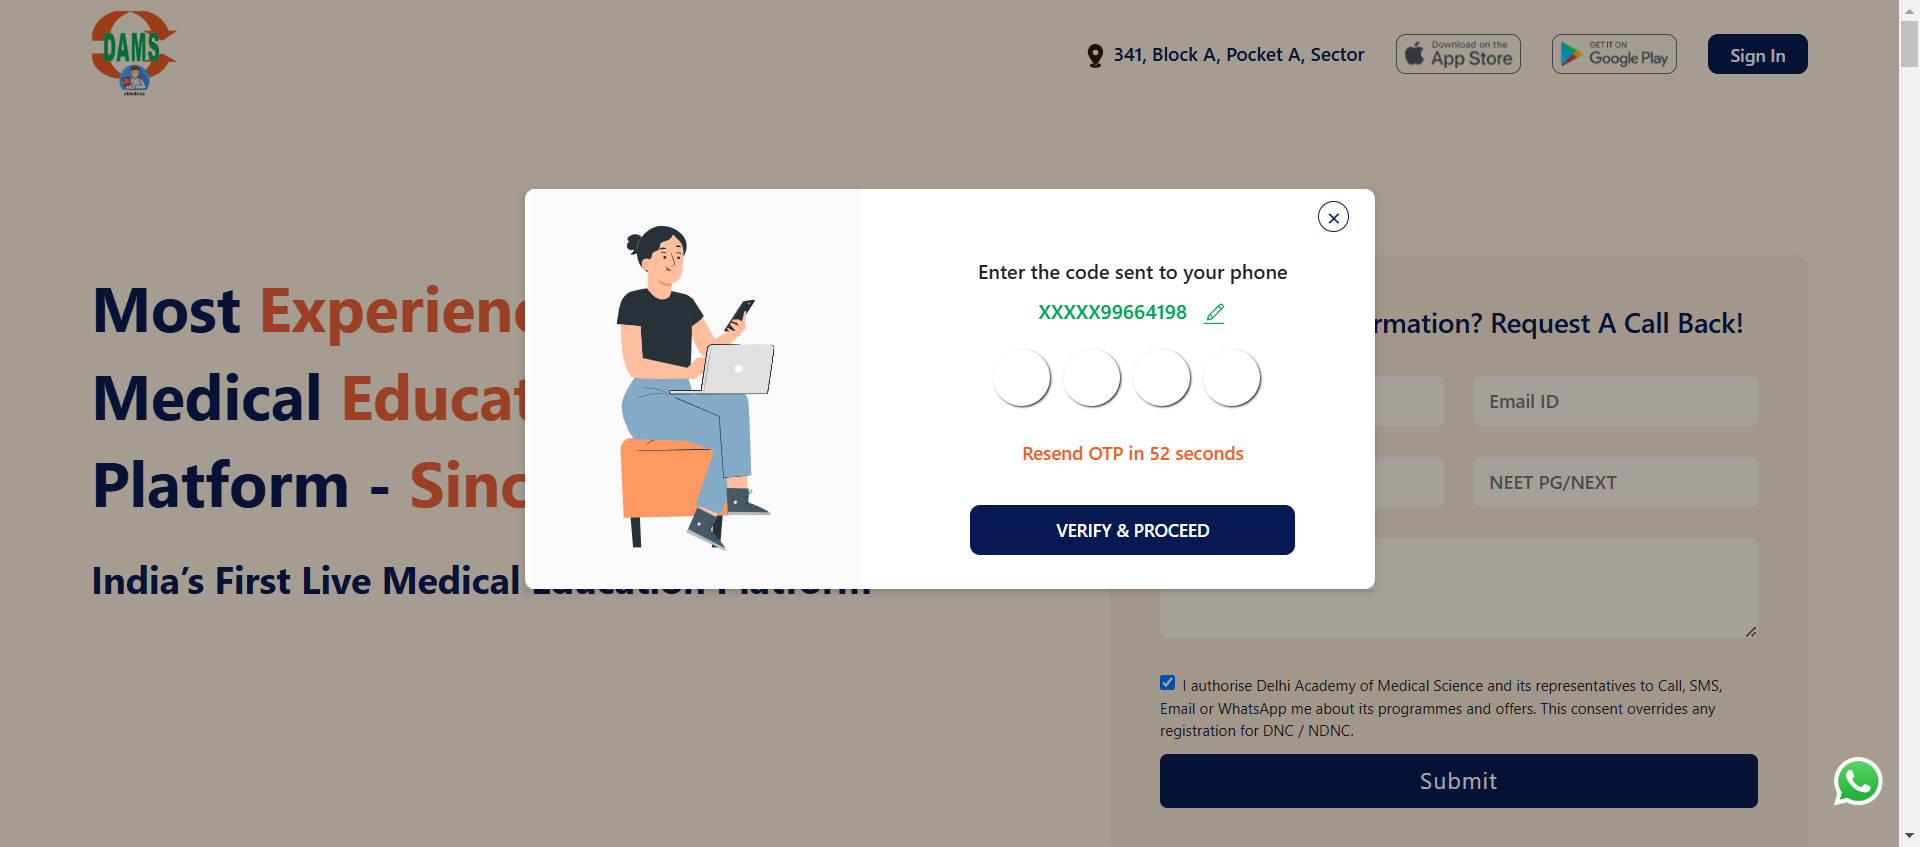 DAMS
eMedicoz
341, Block A, Pocket A, Sector
Download on the
App Store
GET IT ON
Google Play
Sign In
Most Experienc
Medical Educat
Platform - Sinc
India's First Live Medical Education Platform
Enter the code sent to your phone
XXXXX99664198
Resend OTP in 52 seconds
VERIFY & PROCEED
rmation? Request A Call Back!
Email ID
NEET PG/NEXT
I authorise Delhi Academy of Medical Science and its representatives to Call, SMS,
Email or WhatsApp me about its programmes and offers. This consent overrides any
registration for DNC / NDNC.
Submit